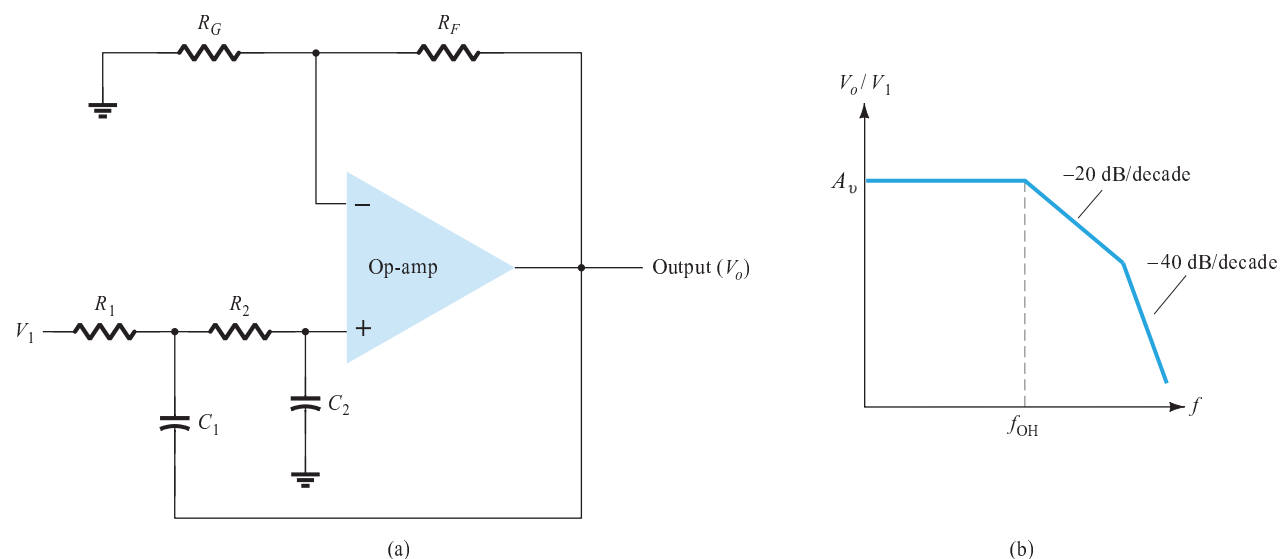 R_G
R_F
−
Op-amp
Output (V_o)
R_1
R_2
V_1
+
C_1
C_2
(a)
V_o / V_1
A_v
−20 dB/decade
−40 dB/decade
f
f_OH
(b)